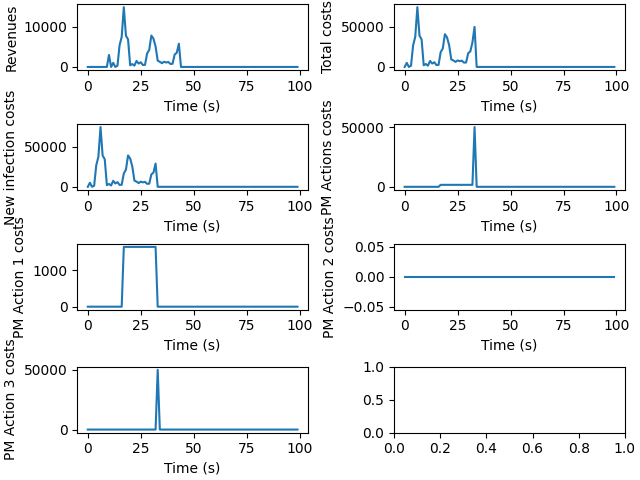 Revenues
10000
0
0 25 50 75 100
Time (s)
Total costs
50000
0
0 25 50 75 100
Time (s)
New infection costs
50000
0
0 25 50 75 100
Time (s)
PM Actions costs
50000
0
0 25 50 75 100
Time (s)
PM Action 1 costs
1000
0
0 25 50 75 100
Time (s)
PM Action 2 costs
0.05
0.00
−0.05
0 25 50 75 100
Time (s)
PM Action 3 costs
50000
0
0 25 50 75 100
Time (s)
1.0
0.5
0.0
0.0 0.2 0.4 0.6 0.8 1.0